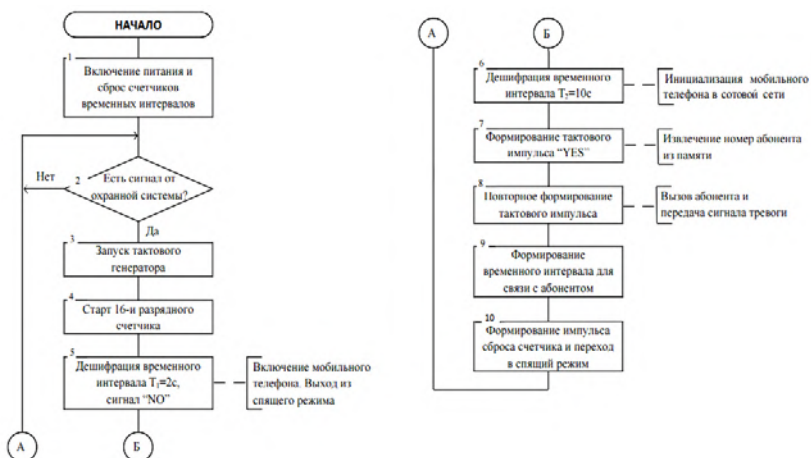 НАЧАЛО
1
Включение питания и
сброс счетчиков
временных интервалов
Нет
2
Есть сигнал от
охранной системы?
Да
3
Запуск тактового
генератора
4
Старт 16-и разрядного
счетчика
5
Дешифрация временного
интервала T₁=2с,
сигнал “NO”
Включение мобильного
телефона. Выход из
спящего режима
А
Б
А
Б
6
Дешифрация временного
интервала T₂=10с
Инициализация мобильного
телефона в сотовой сети
7
Формирование тактового
импульса “YES”
Извлечение номер абонента
из памяти
8
Повторное формирование
тактового импульса
Вызов абонента и
передача сигнала тревоги
9
Формирование
временного интервала для
связи с абонентом
10
Формирование импульса
сброса счетчика и переход
в спящий режим